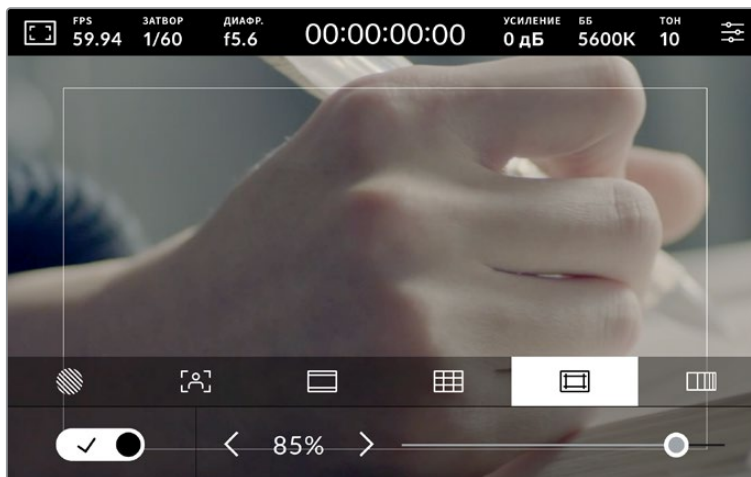 FPS ЗАТВОР ДИАФР. УСИЛЕНИЕ ББ ТОН
59.94 1/60 f5.6 00:00:00:00 0 дБ 5600K 10
85%